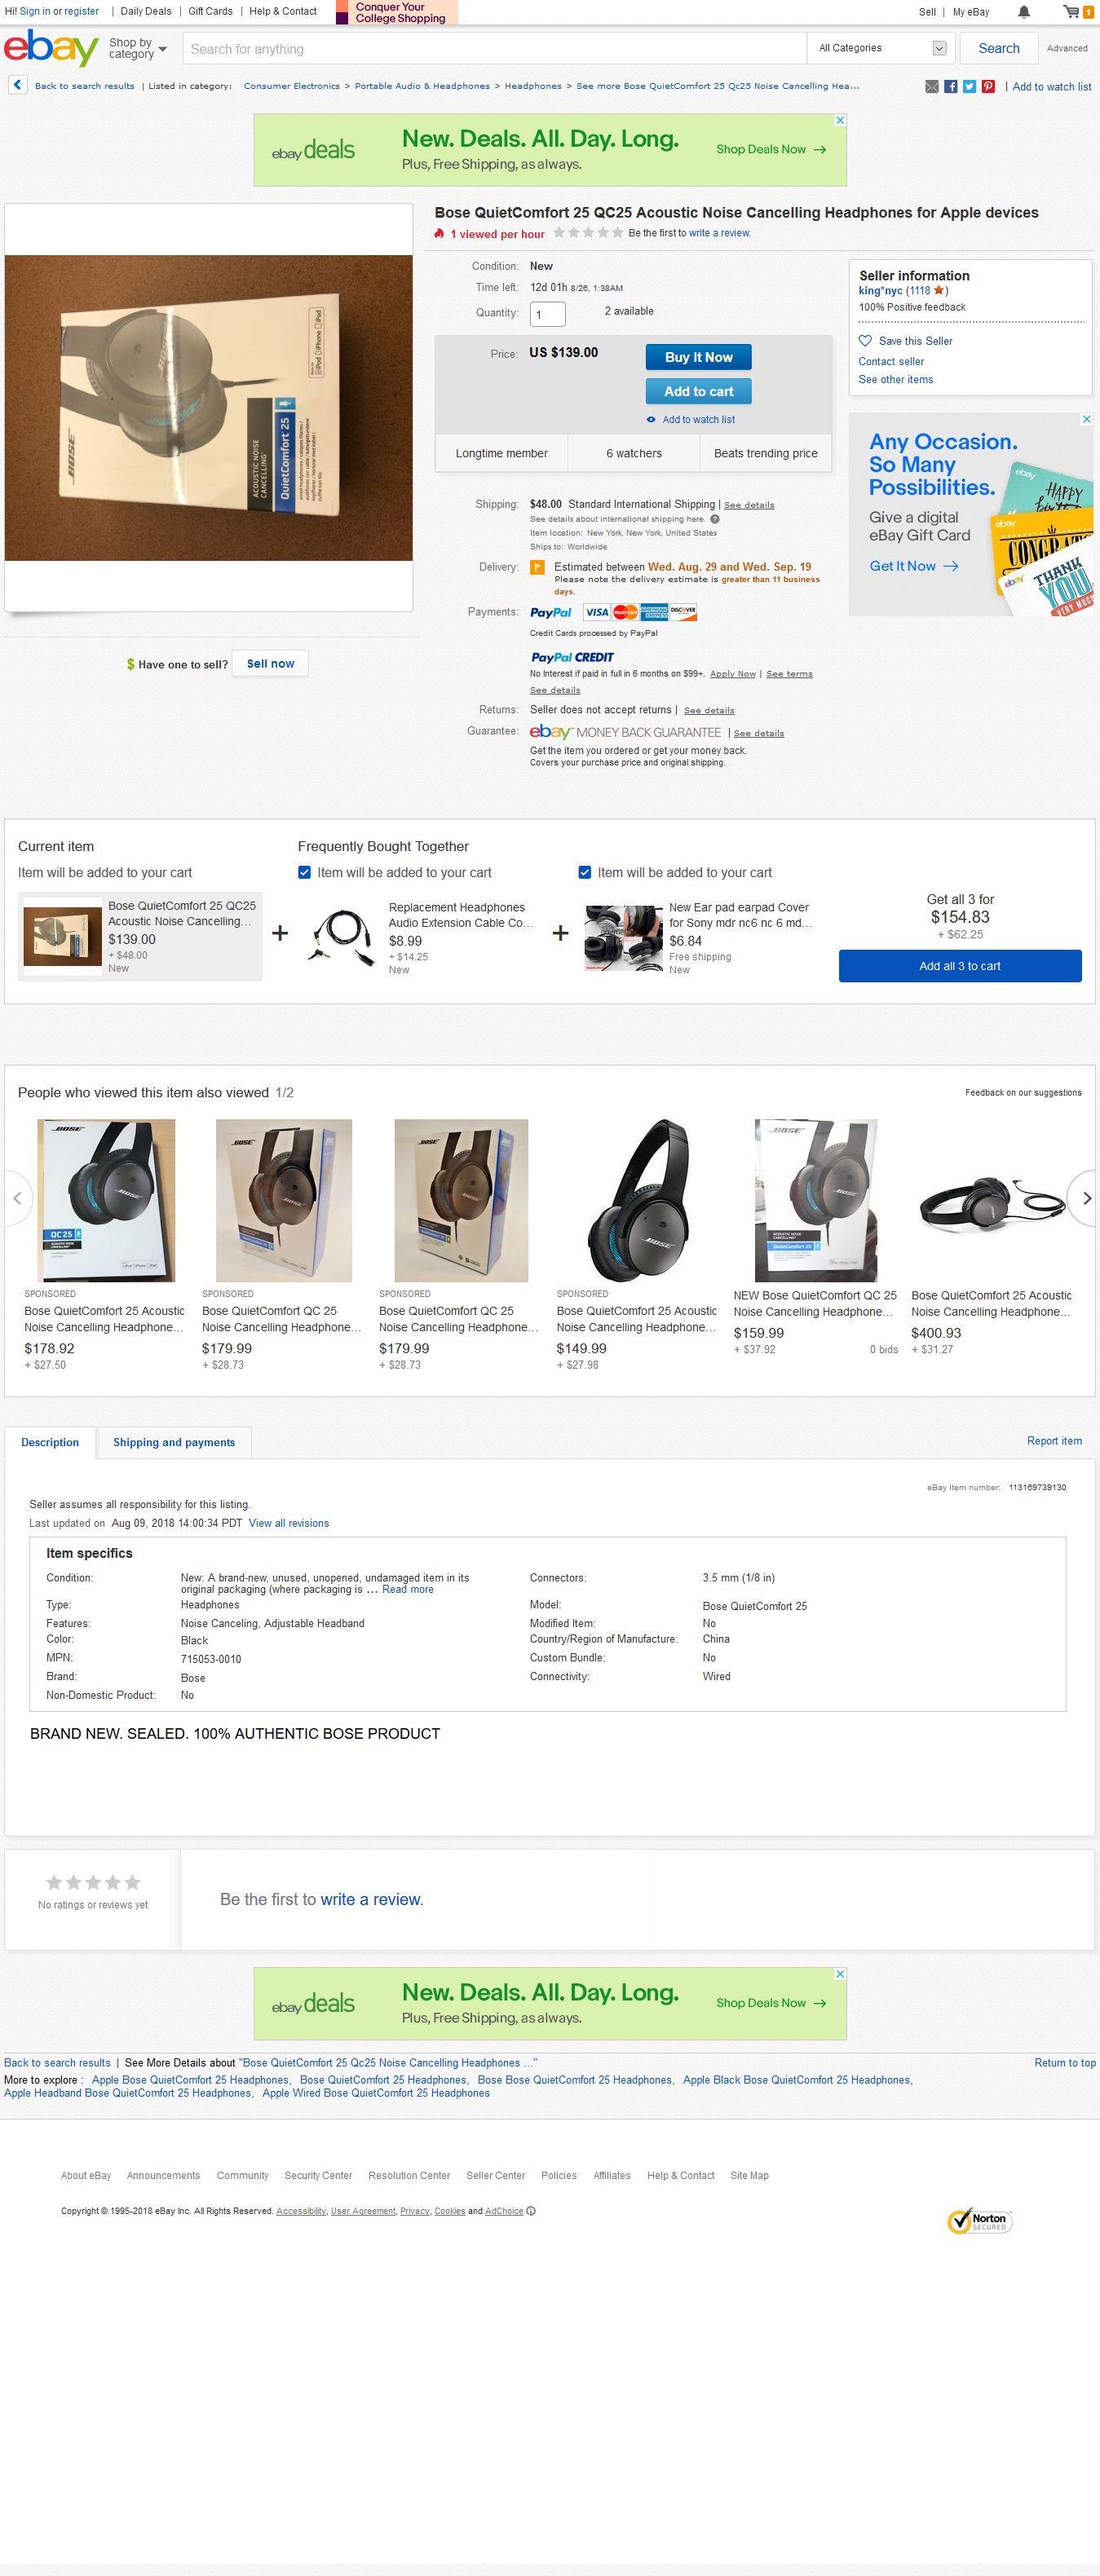 Hi! Sign in or register | Daily Deals | Gift Cards | Help & Contact
Conquer Your
College Shopping
Sell | My eBay
1
ebay
Shop by
category
Search for anything
All Categories
Search
Advanced
Back to search results | Listed in category: Consumer Electronics > Portable Audio & Headphones > Headphones > See more Bose QuietComfort 25 Qc25 Noise Cancelling Hea...
| Add to watch list
ebay deals
New. Deals. All. Day. Long.
Plus, Free Shipping, as always.
Shop Deals Now →
Bose QuietComfort 25 QC25 Acoustic Noise Cancelling Headphones for Apple devices
1 viewed per hour
Be the first to write a review.
BOSE
ACOUSTIC NOISE
CANCELLING
QuietComfort 25
iPod iPhone iPad
Condition: New
Time left: 12d 01h 8/26, 1:38AM
Quantity: 1 2 available
Price: US $139.00
Buy It Now
Add to cart
Add to watch list
Longtime member
6 watchers
Beats trending price
Seller information
king*nyc (1118 )
100% Positive feedback
Save this Seller
Contact seller
See other items
Any Occasion.
So Many
Possibilities.
Give a digital
eBay Gift Card
Get It Now →
ebay
HAPPY
ebay
CONGRATS
ebay
THANK
YOU
VERY MUCH
Shipping: $48.00 Standard International Shipping | See details
See details about international shipping here.
Item location: New York, New York, United States
Ships to: Worldwide
Delivery: Estimated between Wed. Aug. 29 and Wed. Sep. 19
Please note the delivery estimate is greater than 11 business
days.
Payments: PayPal VISA MasterCard AMERICAN EXPRESS DISCOVER
Credit Cards processed by PayPal
PayPal CREDIT
No Interest if paid in full in 6 months on $99+. Apply Now | See terms
See details
Returns: Seller does not accept returns | See details
Guarantee: ebay MONEY BACK GUARANTEE | See details
Get the item you ordered or get your money back.
Covers your purchase price and original shipping.
$ Have one to sell? Sell now
Current item
Item will be added to your cart
Bose QuietComfort 25 QC25
Acoustic Noise Cancelling...
$139.00
+ $48.00
New
+
Frequently Bought Together
Item will be added to your cart
Replacement Headphones
Audio Extension Cable Co...
$8.99
+ $14.25
New
+
Item will be added to your cart
New Ear pad earpad Cover
for Sony mdr nc6 nc 6 md...
$6.84
Free shipping
New
Get all 3 for
$154.83
+ $62.25
Add all 3 to cart
People who viewed this item also viewed 1/2
Feedback on our suggestions
SPONSORED
Bose QuietComfort 25 Acoustic
Noise Cancelling Headphone...
$178.92
+ $27.50
SPONSORED
Bose QuietComfort QC 25
Noise Cancelling Headphone...
$179.99
+ $28.73
SPONSORED
Bose QuietComfort QC 25
Noise Cancelling Headphone...
$179.99
+ $28.73
SPONSORED
Bose QuietComfort 25 Acoustic
Noise Cancelling Headphone...
$149.99
+ $27.98
NEW Bose QuietComfort QC 25
Noise Cancelling Headphone...
$159.99
+ $37.92 0 bids
Bose QuietComfort 25 Acoustic
Noise Cancelling Headphone...
$400.93
+ $31.27
Description
Shipping and payments
Report item
eBay item number: 113169739130
Seller assumes all responsibility for this listing.
Last updated on Aug 09, 2018 14:00:34 PDT View all revisions
Item specifics
Condition: New: A brand-new, unused, unopened, undamaged item in its
original packaging (where packaging is ... Read more
Connectors: 3.5 mm (1/8 in)
Type: Headphones
Model: Bose QuietComfort 25
Features: Noise Canceling, Adjustable Headband
Modified Item: No
Color: Black
Country/Region of Manufacture: China
MPN: 715053-0010
Custom Bundle: No
Brand: Bose
Connectivity: Wired
Non-Domestic Product: No
BRAND NEW. SEALED. 100% AUTHENTIC BOSE PRODUCT
No ratings or reviews yet
Be the first to write a review.
ebay deals
New. Deals. All. Day. Long.
Plus, Free Shipping, as always.
Shop Deals Now →
Back to search results | See More Details about "Bose QuietComfort 25 Qc25 Noise Cancelling Headphones ..."
Return to top
More to explore : Apple Bose QuietComfort 25 Headphones, Bose QuietComfort 25 Headphones, Bose Bose QuietComfort 25 Headphones, Apple Black Bose QuietComfort 25 Headphones,
Apple Headband Bose QuietComfort 25 Headphones, Apple Wired Bose QuietComfort 25 Headphones
About eBay Announcements Community Security Center Resolution Center Seller Center Policies Affiliates Help & Contact Site Map
Copyright © 1995-2018 eBay Inc. All Rights Reserved. Accessibility, User Agreement, Privacy, Cookies and AdChoice
Norton
SECURED